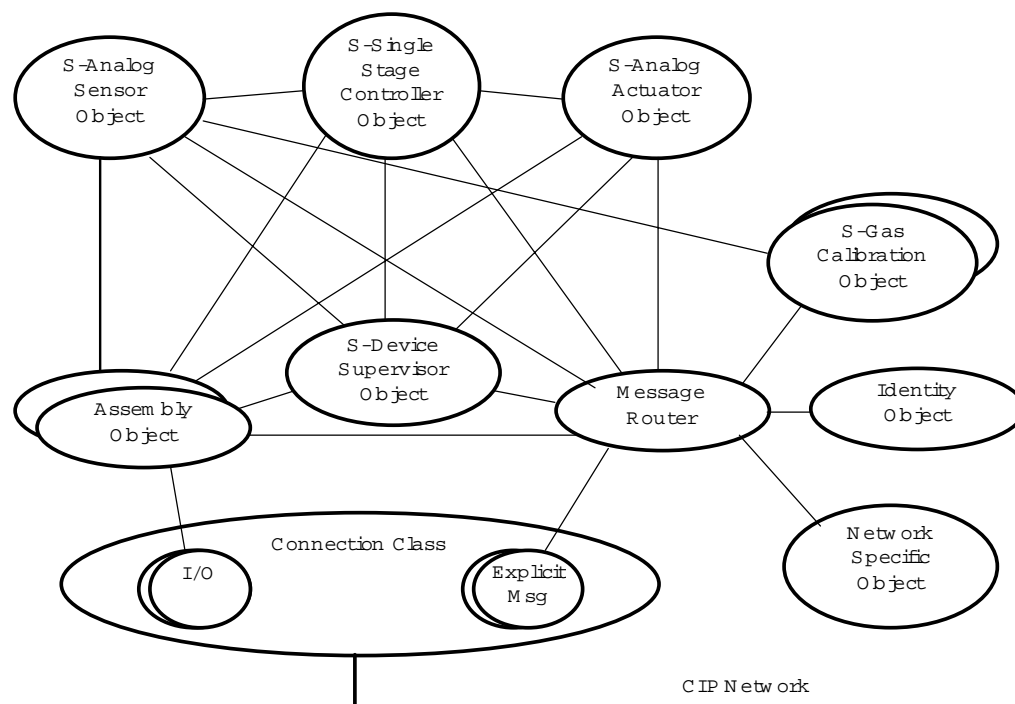 S-Analog
Sensor
Object
S-Single
Stage
Controller
Object
S-Analog
Actuator
Object
S-Gas
Calibration
Object
S-Device
Supervisor
Object
Assembly
Object
Message
Router
Identity
Object
Connection Class
I/O
Explicit
Msg
Network
Specific
Object
CIP Network